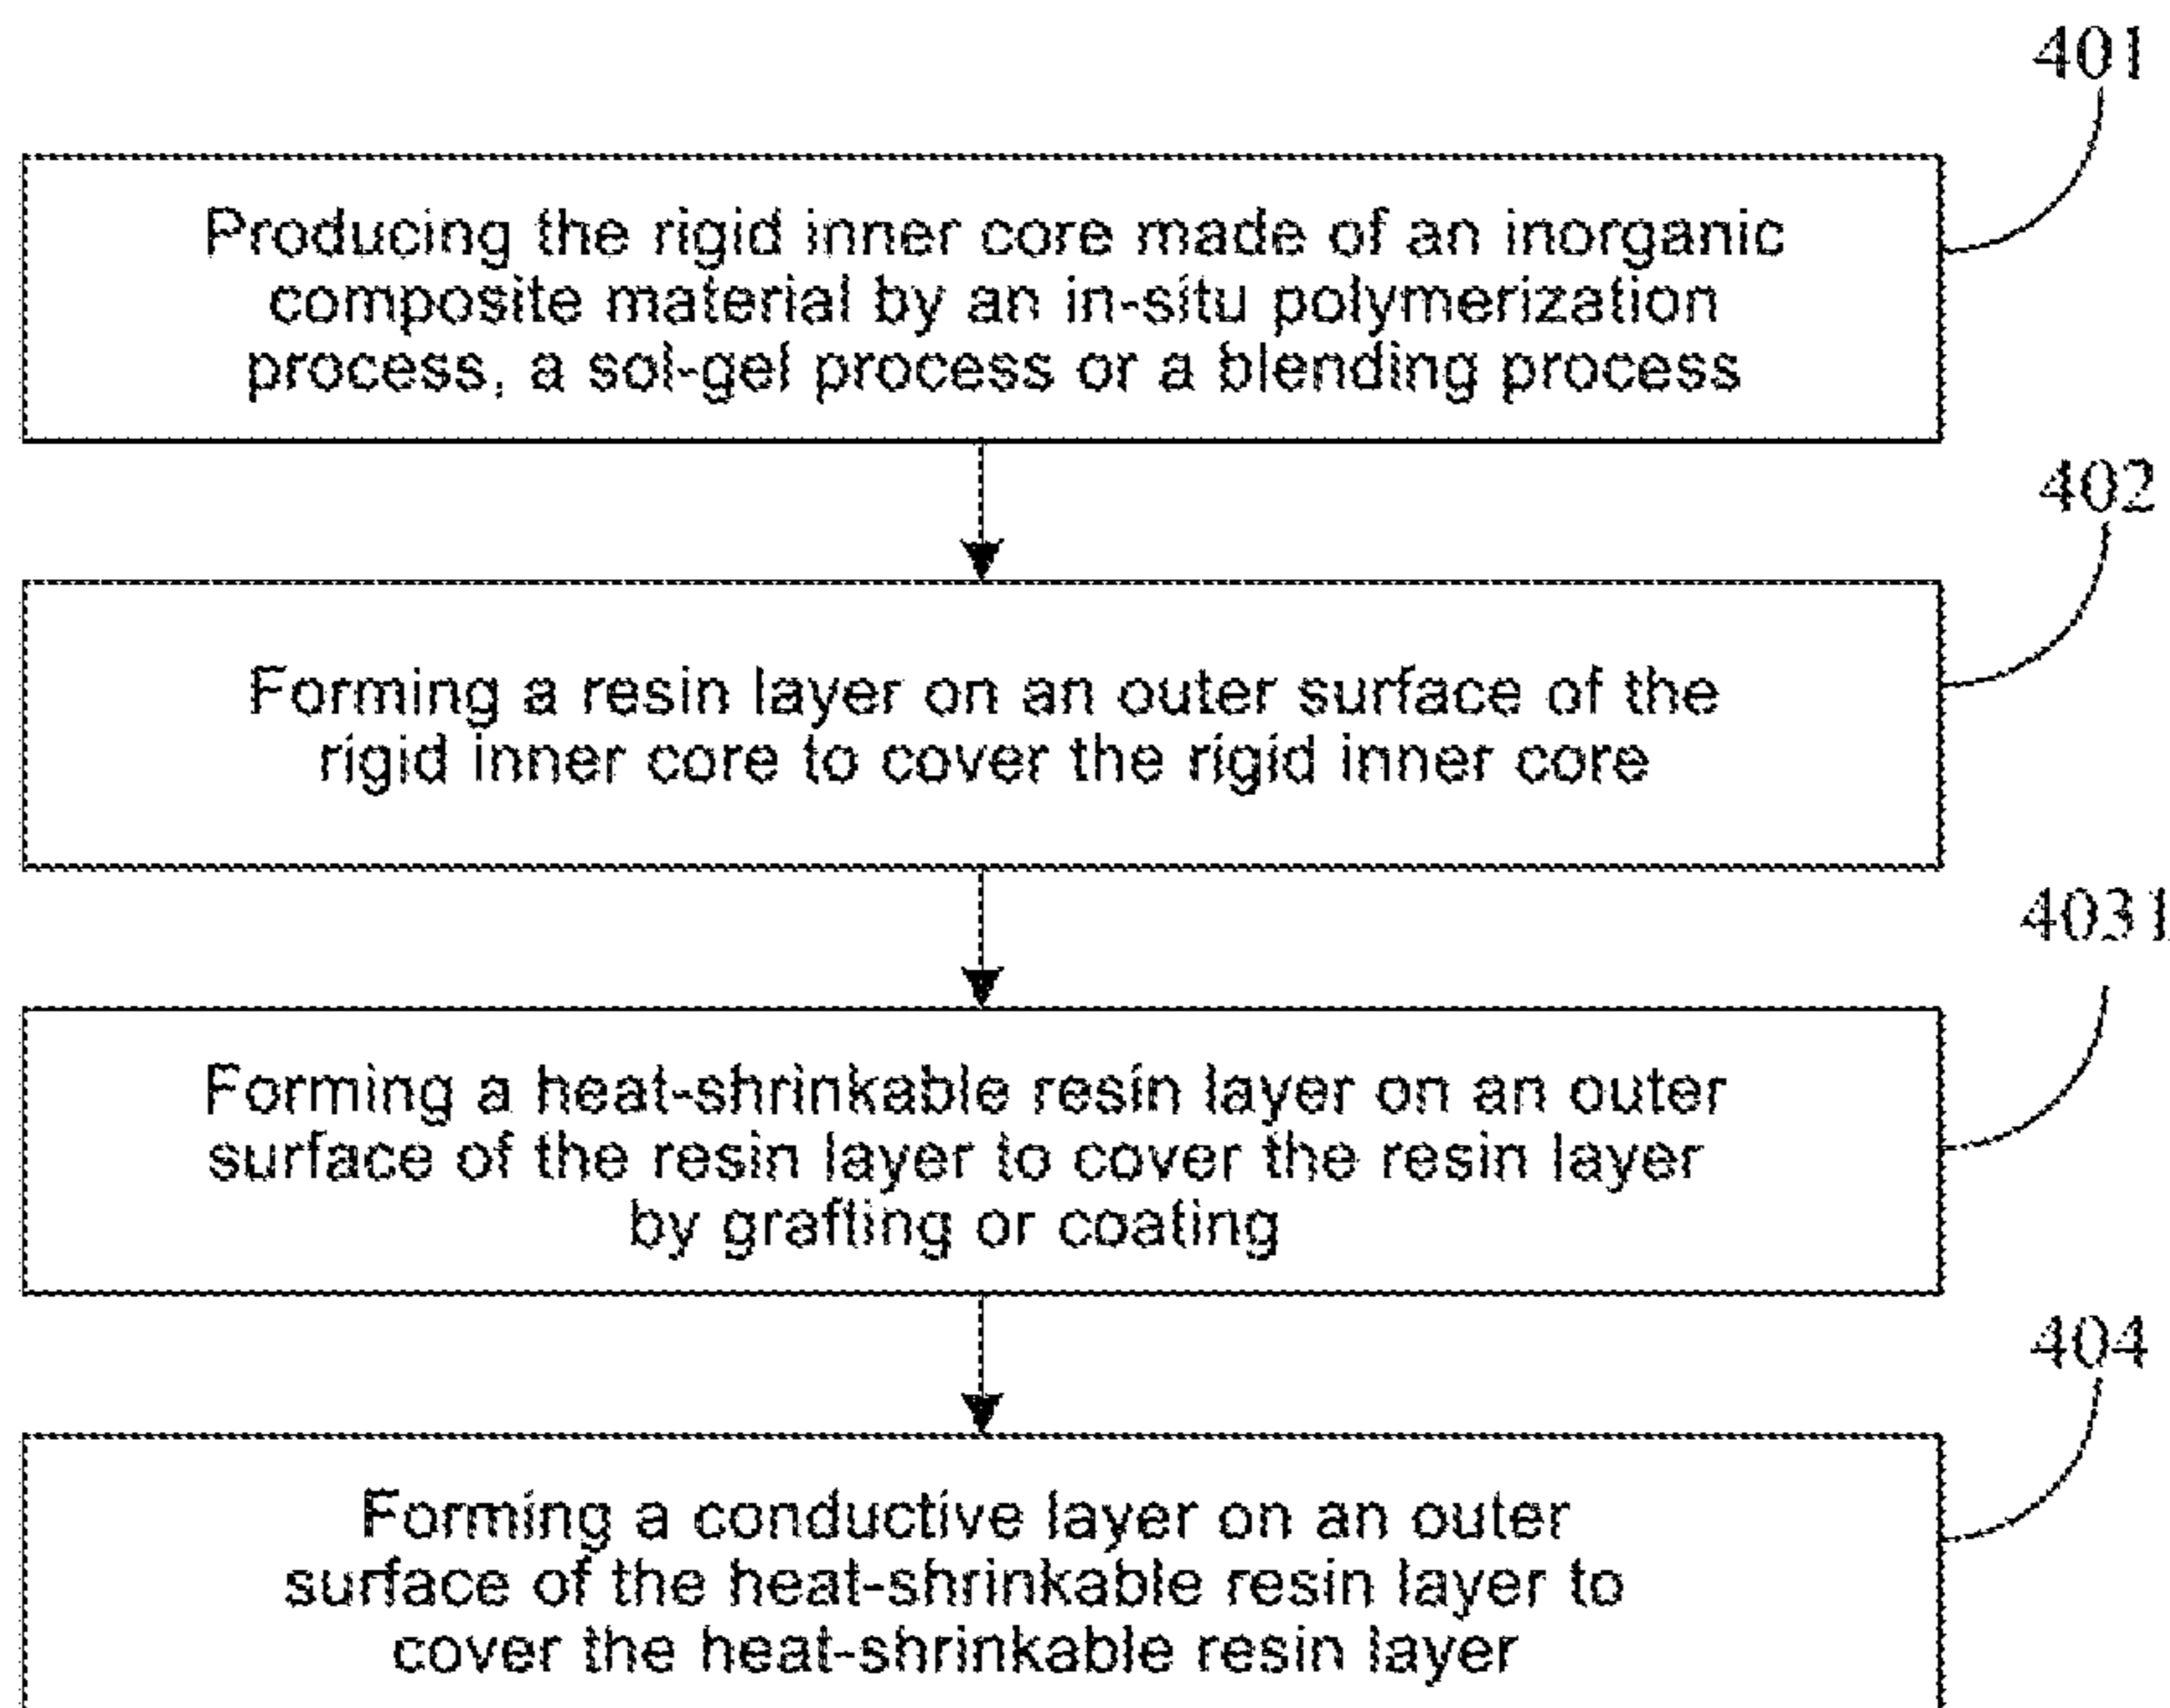 401
Producing the rigid inner core made of an inorganic
composite material by an in-situ polymerization
process, a sol-gel process or a blending process
402
Forming a resin layer on an outer surface of the
rigid inner core to cover the rigid inner core
4031
Forming a heat-shrinkable resin layer on an outer
surface of the resin layer to cover the resin layer
by grafting or coating
404
Forming a conductive layer on an outer
surface of the heat-shrinkable resin layer to
cover the heat-shrinkable resin layer